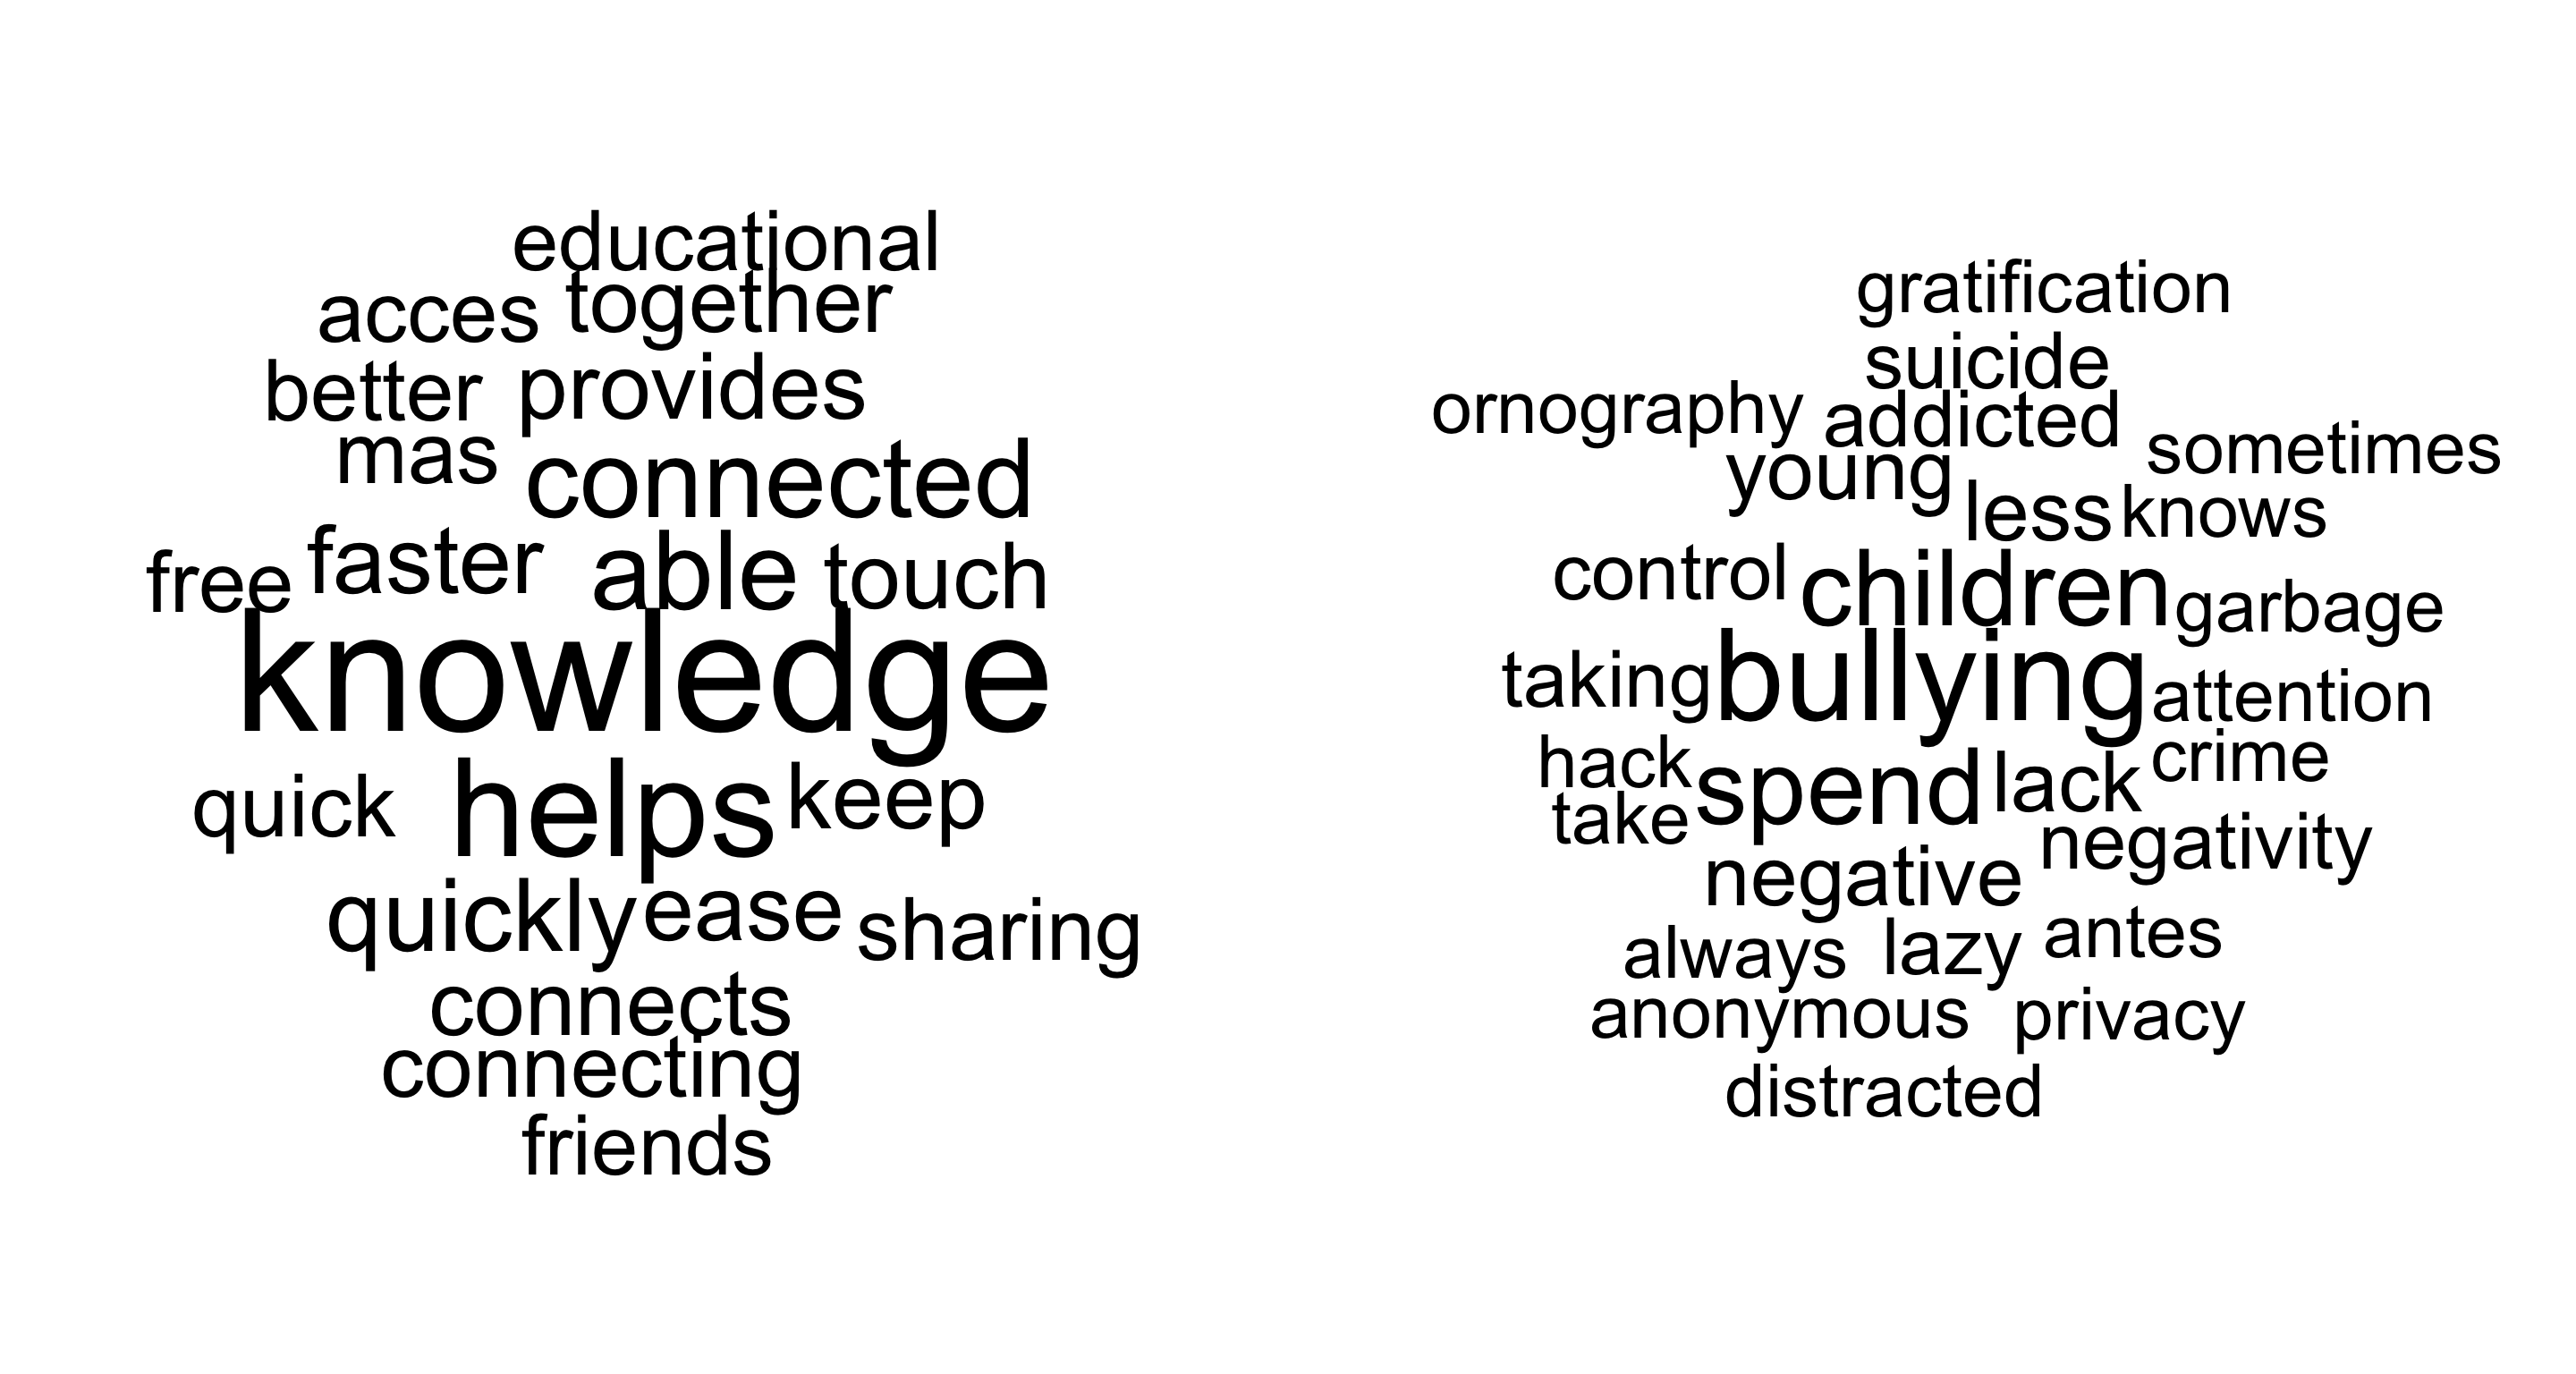 educational
acces together
better provides
mas connected
free faster able touch
knowledge
quick helps keep
quickly ease sharing
connects
connecting
friends
gratification
suicide
ornography addicted sometimes
young less knows
control children garbage
taking bullying attention
hack spend lack crime
take negative negativity
always lazy antes
anonymous privacy
distracted